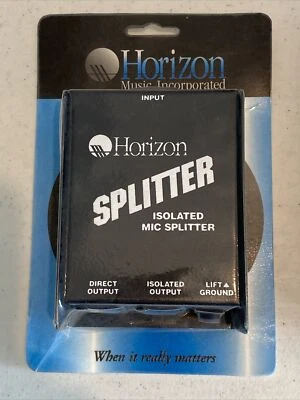 Horizon
Music, Incorporated
INPUT
Horizon
SPLITTER
ISOLATED
MIC SPLITTER
DIRECT OUTPUT
ISOLATED OUTPUT
LIFT▲ GROUND
When it really matters